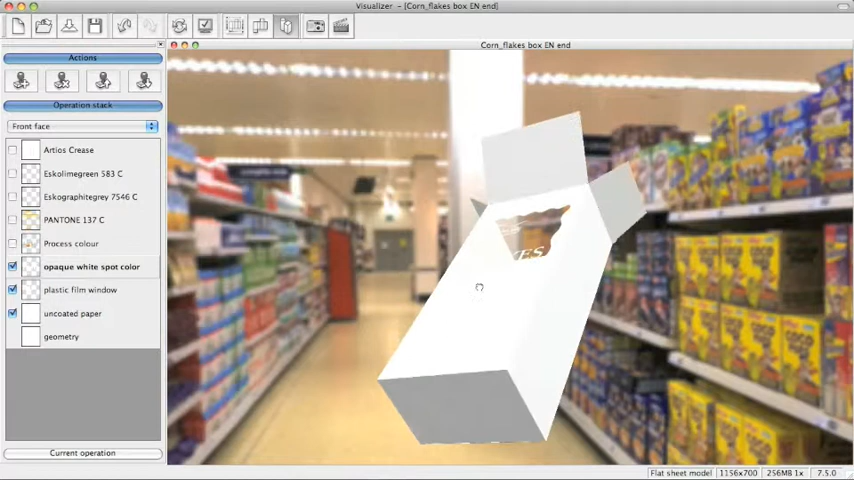 Visualizer – [Corn_flakes box EN end]
Corn_flakes box EN end
Actions
Operation stack
Front face
Artios Crease
Eskolimegreen 583 C
Eskographitegrey 7546 C
PANTONE 137 C
Process colour
opaque white spot color
plastic film window
uncoated paper
geometry
Current operation
Flat sheet model 1156x700 256MB 1x 7.5.0